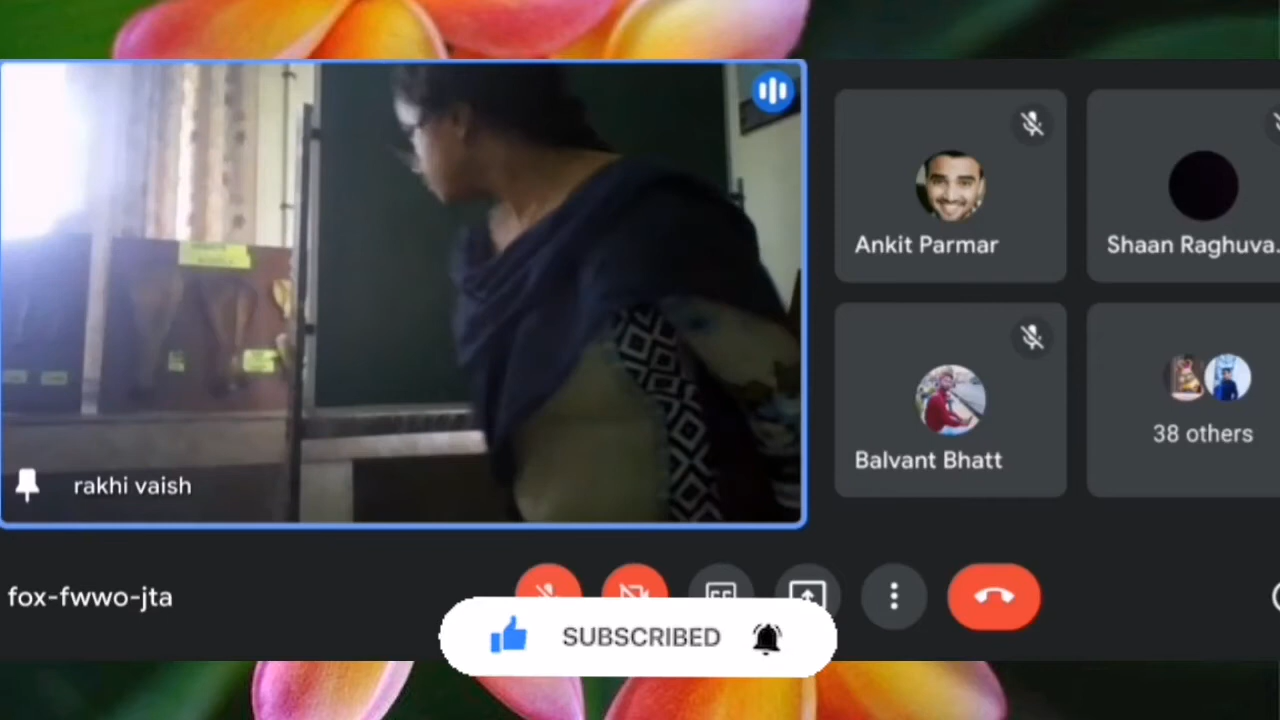 Ankit Parmar
Shaan Raghuva.
Balvant Bhatt
38 others
rakhi vaish
fox-fwwo-jta
SUBSCRIBED